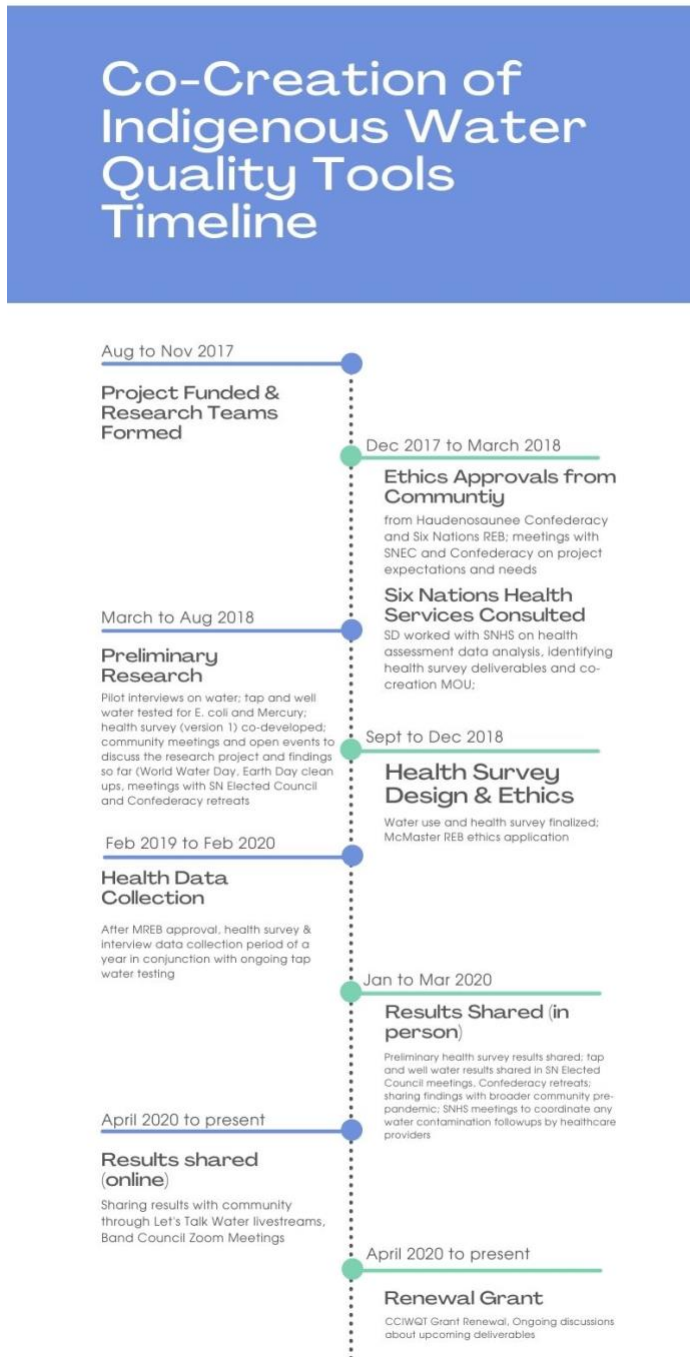 Co-Creation of
Indigenous Water
Quality Tools
Timeline
Aug to Nov 2017
Project Funded &
Research Teams
Formed
Dec 2017 to March 2018
Ethics Approvals from
Communtiy
from Haudenosaunee Confederacy
and Six Nations REB; meetings with
SNEC and Confederacy on project
expectations and needs
Six Nations Health
Services Consulted
SD worked with SNHS on health
assessment data analysis, identifying
health survey deliverables and co-
creation MOU;
March to Aug 2018
Preliminary
Research
Pilot interviews on water; tap and well
water tested for E. coli and Mercury;
health survey (version 1) co-developed;
community meetings and open events to
discuss the research project and findings
so far (World Water Day, Earth Day clean
ups, meetings with SN Elected Council
and Confederacy retreats
Sept to Dec 2018
Health Survey
Design & Ethics
Water use and health survey finalized;
McMaster REB ethics application
Feb 2019 to Feb 2020
Health Data
Collection
After MREB approval, health survey &
interview data collection period of a
year in conjunction with ongoing tap
water testing
Jan to Mar 2020
Results Shared (in
person)
Preliminary health survey results shared; tap
and well water results shared in SN Elected
Council meetings, Confederacy retreats;
sharing findings with broader community pre-
pandemic; SNHS meetings to coordinate any
water contamination followups by healthcare
providers
April 2020 to present
Results shared
(online)
Sharing results with community
through Let's Talk Water livestreams,
Band Council Zoom Meetings
April 2020 to present
Renewal Grant
CCIWQT Grant Renewal, Ongoing discussions
about upcoming deliverables